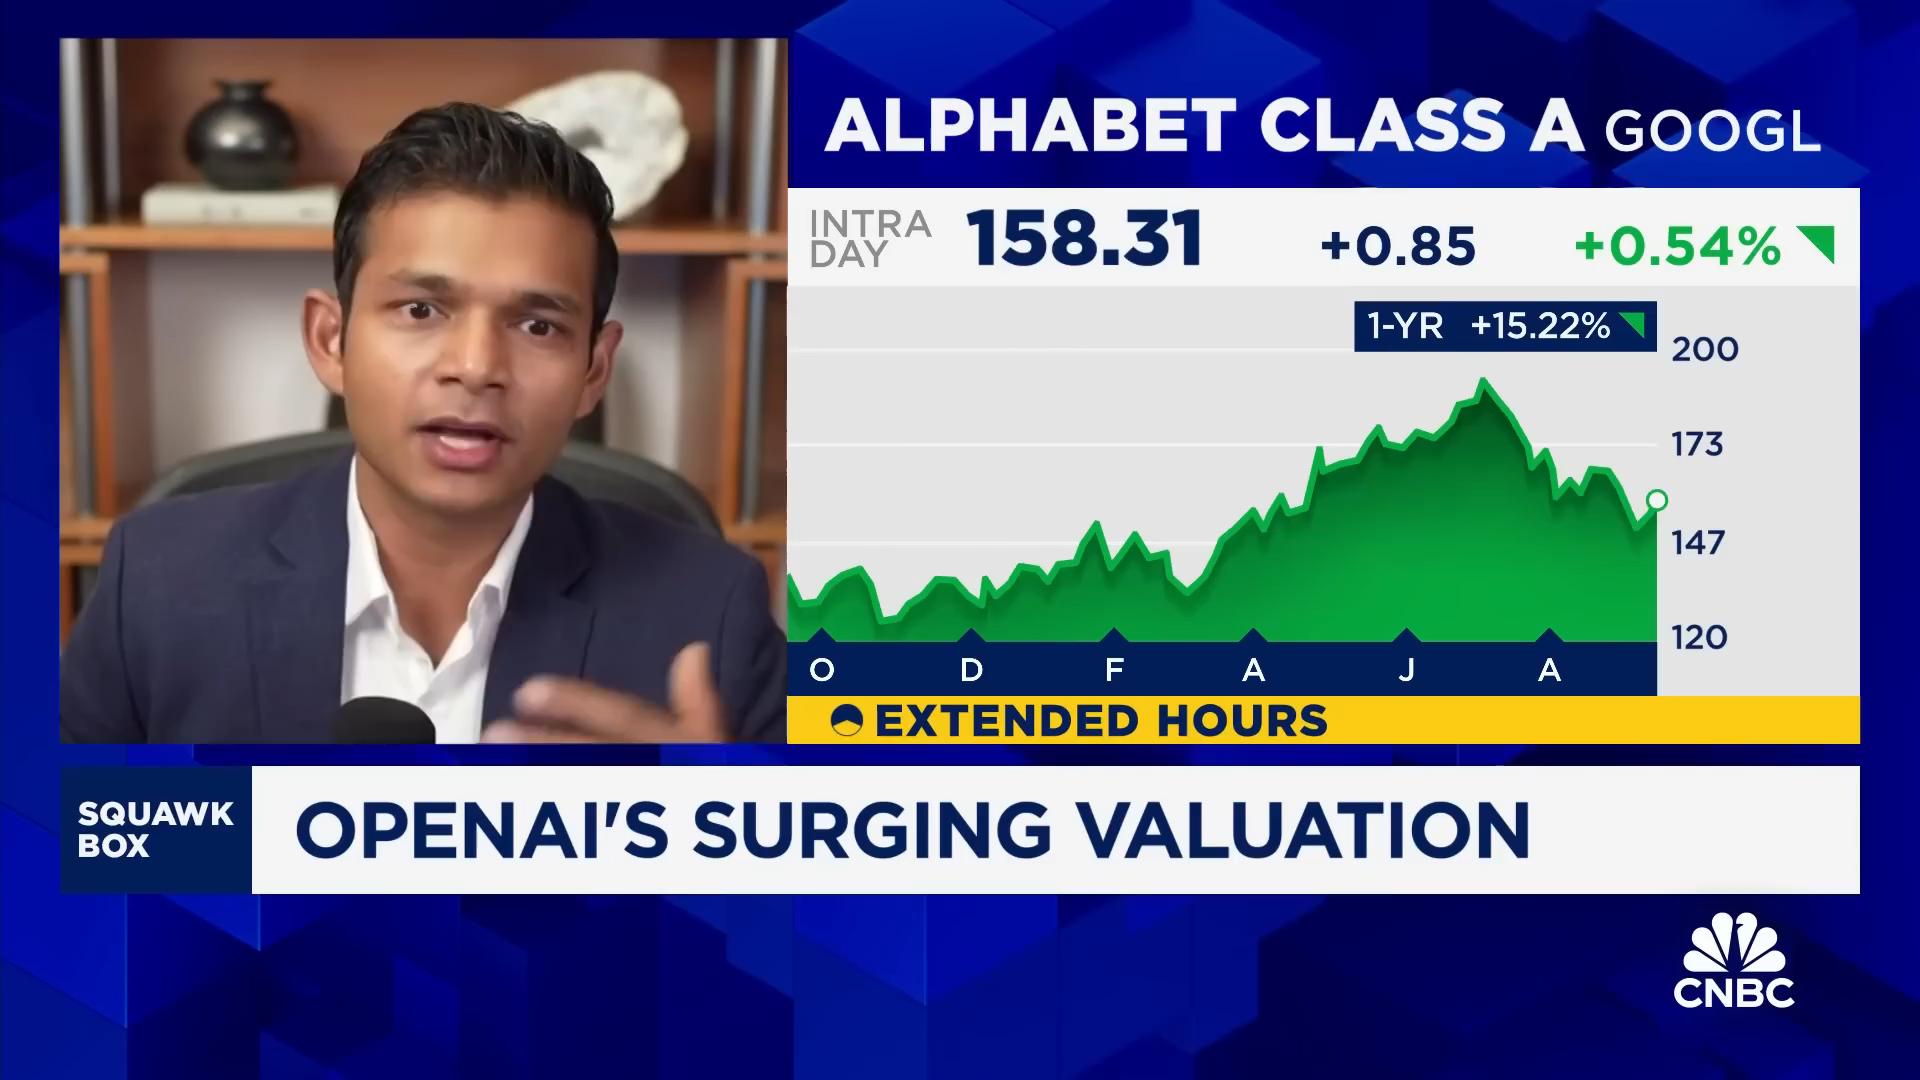 ALPHABET CLASS A GOOGL
INTRA DAY 158.31 +0.85 +0.54%
1-YR +15.22%
200
173
147
120
O D F A J A
EXTENDED HOURS
SQUAWK BOX
OPENAI'S SURGING VALUATION
CNBC